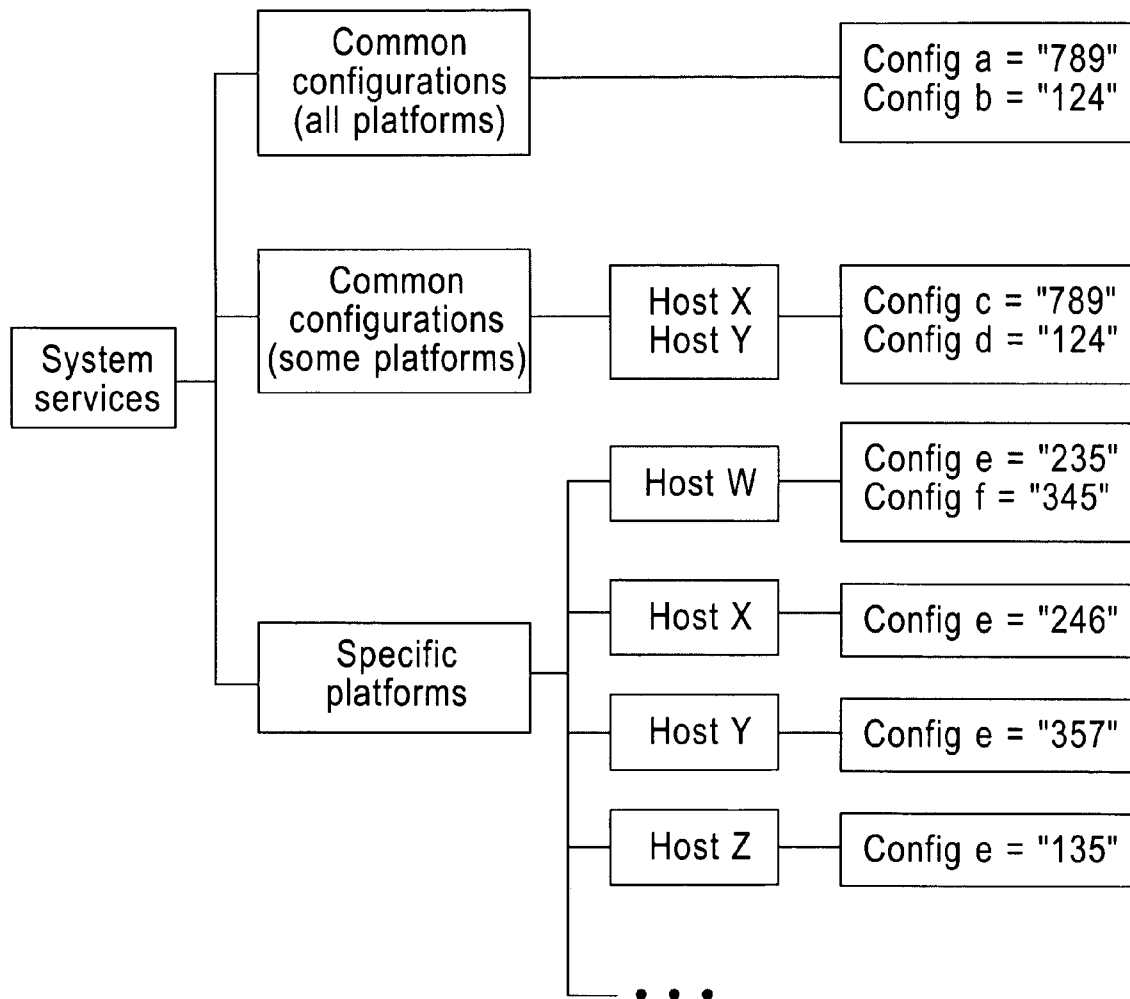 System
services
Common
configurations
(all platforms)
Config a = "789"
Config b = "124"
Common
configurations
(some platforms)
Host X
Host Y
Config c = "789"
Config d = "124"
Specific
platforms
Host W
Config e = "235"
Config f = "345"
Host X
Config e = "246"
Host Y
Config e = "357"
Host Z
Config e = "135"
• • •